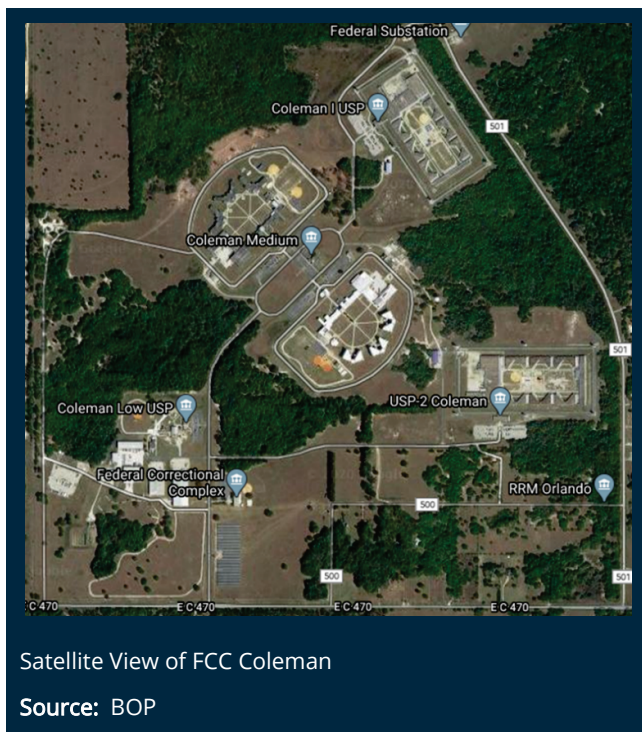 Federal Substation
Coleman I USP
501
Coleman Medium
501
USP-2 Coleman
Coleman Low USP
Federal Correctional
Complex
RRM Orlando
500
500
501
E C 470
E C 470
E C 470
E C 470
Satellite View of FCC Coleman
Source: BOP